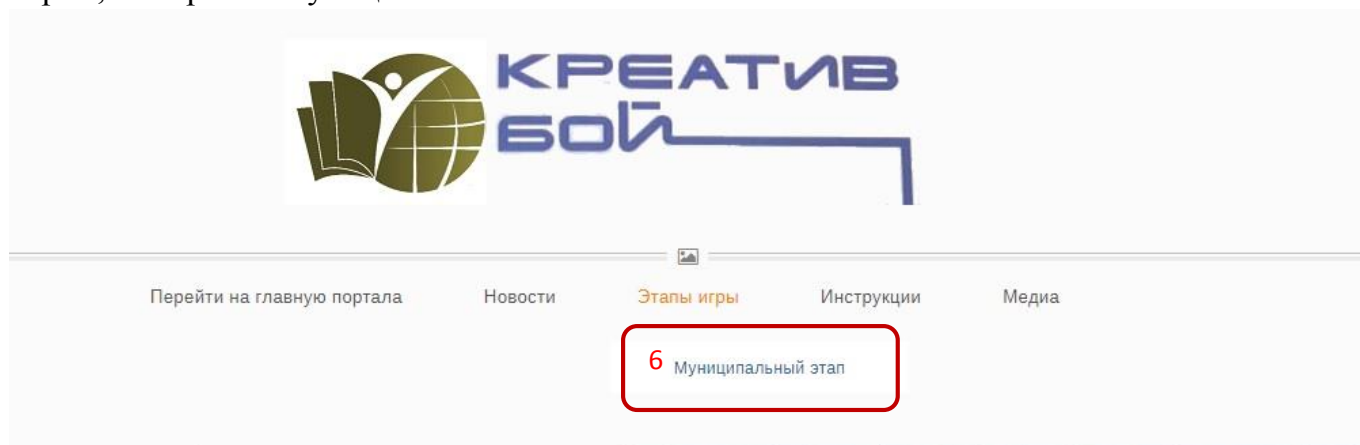 КРЕАТИВ
БОЙ
Перейти на главную портала Новости Этапы игры Инструкции Медиа
6 Муниципальный этап